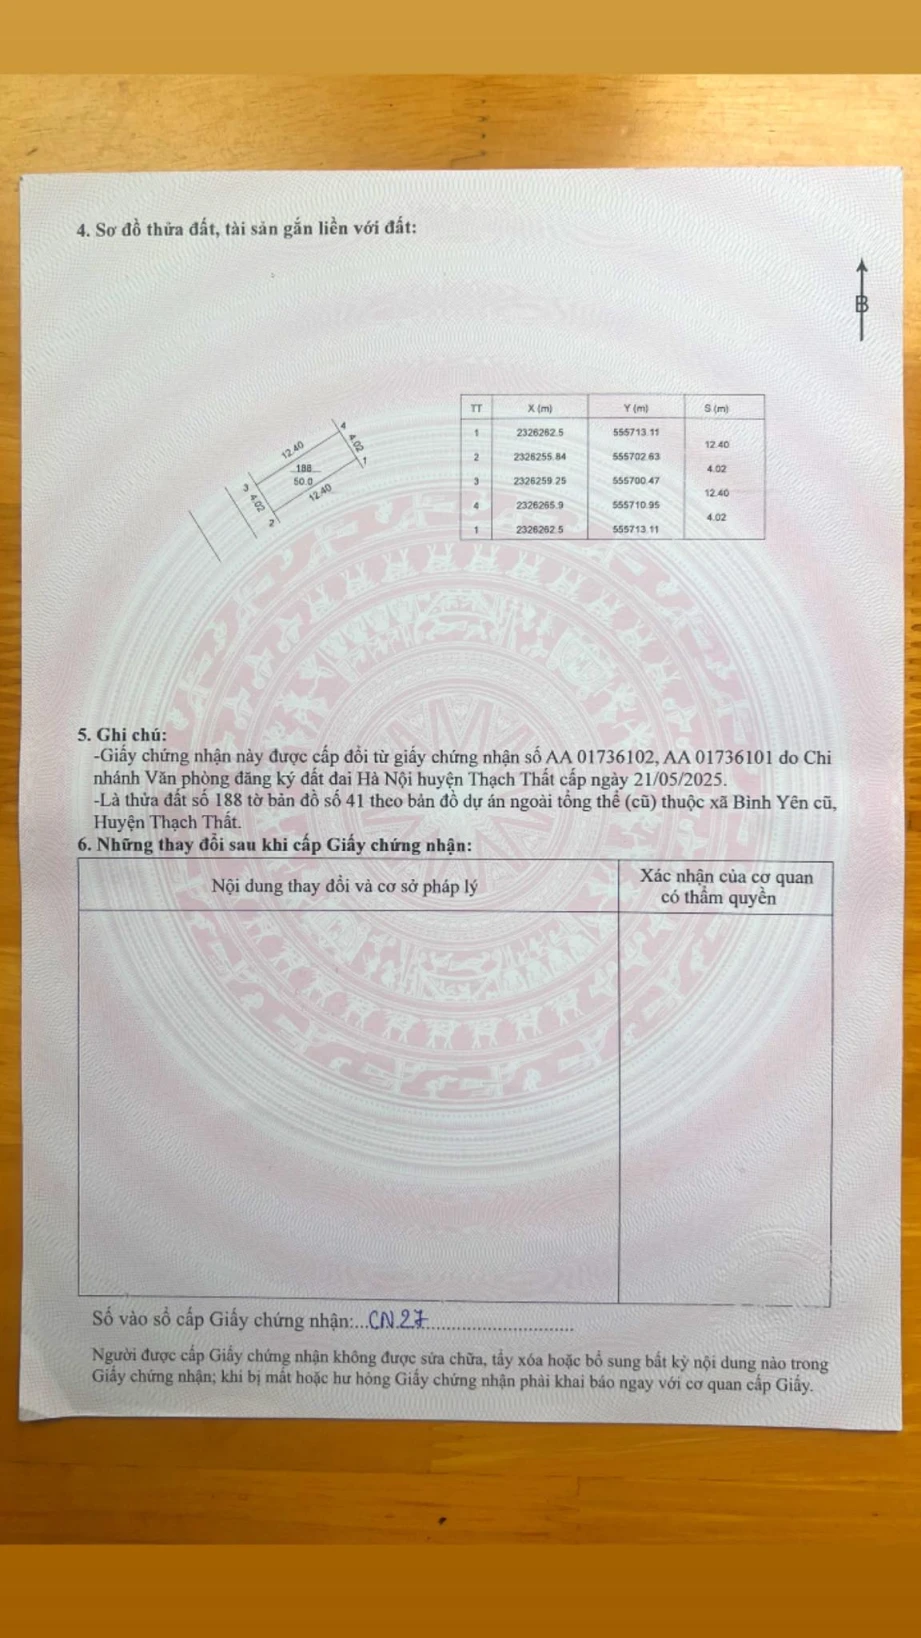 4. Sơ đồ thửa đất, tài sản gắn liền với đất:
B
TT X (m) Y (m) S (m)
1 2326262.5 555713.11
12.40
2 2326255.84 555702.63
4.02
3 2326259.25 555700.47
12.40
4 2326265.9 555710.95
4.02
1 2326262.5 555713.11
4
12.40
4.02
188
1
50.0
3
12.40
4.02
2
5. Ghi chú:
-Giấy chứng nhận này được cấp đổi từ giấy chứng nhận số AA 01736102, AA 01736101 do Chi
nhánh Văn phòng đăng ký đất đai Hà Nội huyện Thạch Thất cấp ngày 21/05/2025.
-Là thửa đất số 188 tờ bản đồ số 41 theo bản đồ dự án ngoài tổng thể (cũ) thuộc xã Bình Yên cũ,
Huyện Thạch Thất.
6. Những thay đổi sau khi cấp Giấy chứng nhận:
Nội dung thay đổi và cơ sở pháp lý
Xác nhận của cơ quan
có thẩm quyền
Số vào sổ cấp Giấy chứng nhận:...CN.27..............................
Người được cấp Giấy chứng nhận không được sửa chữa, tẩy xóa hoặc bổ sung bất kỳ nội dung nào trong
Giấy chứng nhận; khi bị mất hoặc hư hỏng Giấy chứng nhận phải khai báo ngay với cơ quan cấp Giấy.